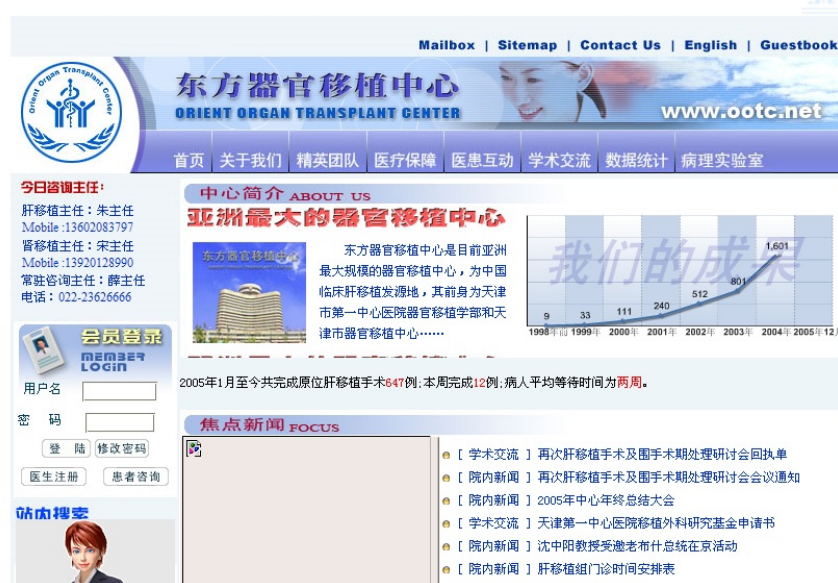 Mailbox | Sitemap | Contact Us | English | Guestbook
Orient Organ Transplant Center
东方器官移植中心
ORIENT ORGAN TRANSPLANT CENTER
www.ootc.net
首页 关于我们 精英团队 医疗保障 医患互动 学术交流 数据统计 病理实验室
今日咨询主任:
肝移植主任：朱主任
Mobile :13602083797
肾移植主任：宋主任
Mobile :13920128990
常驻咨询主任：薛主任
电话：022-23626666
会员登录
MEMBER
LOGIN
用户名
密 码
登 陆 修改密码
医生注册 患者咨询
站内搜索
中心简介 ABOUT US
亚洲最大的器官移植中心
东方器官移植中心
东方器官移植中心是目前亚洲
最大规模的器官移植中心，为中国
临床肝移植发源地，其前身为天津
市第一中心医院器官移植学部和天
津市器官移植中心······
我们的成果
9 33 111 240 512 801 1,601
1998年前 1999年 2000年 2001年 2002年 2003年 2004年 2005年12
2005年1月至今共完成原位肝移植手术647例;本周完成12例;病人平均等待时间为两周。
焦点新闻 FOCUS
[ 学术交流 ] 再次肝移植手术及围手术期处理研讨会回执单
[ 院内新闻 ] 再次肝移植手术及围手术期处理研讨会会议通知
[ 院内新闻 ] 2005年中心年终总结大会
[ 学术交流 ] 天津第一中心医院移植外科研究基金申请书
[ 院内新闻 ] 沈中阳教授受邀老布什总统在京活动
[ 院内新闻 ] 肝移植组门诊时间安排表